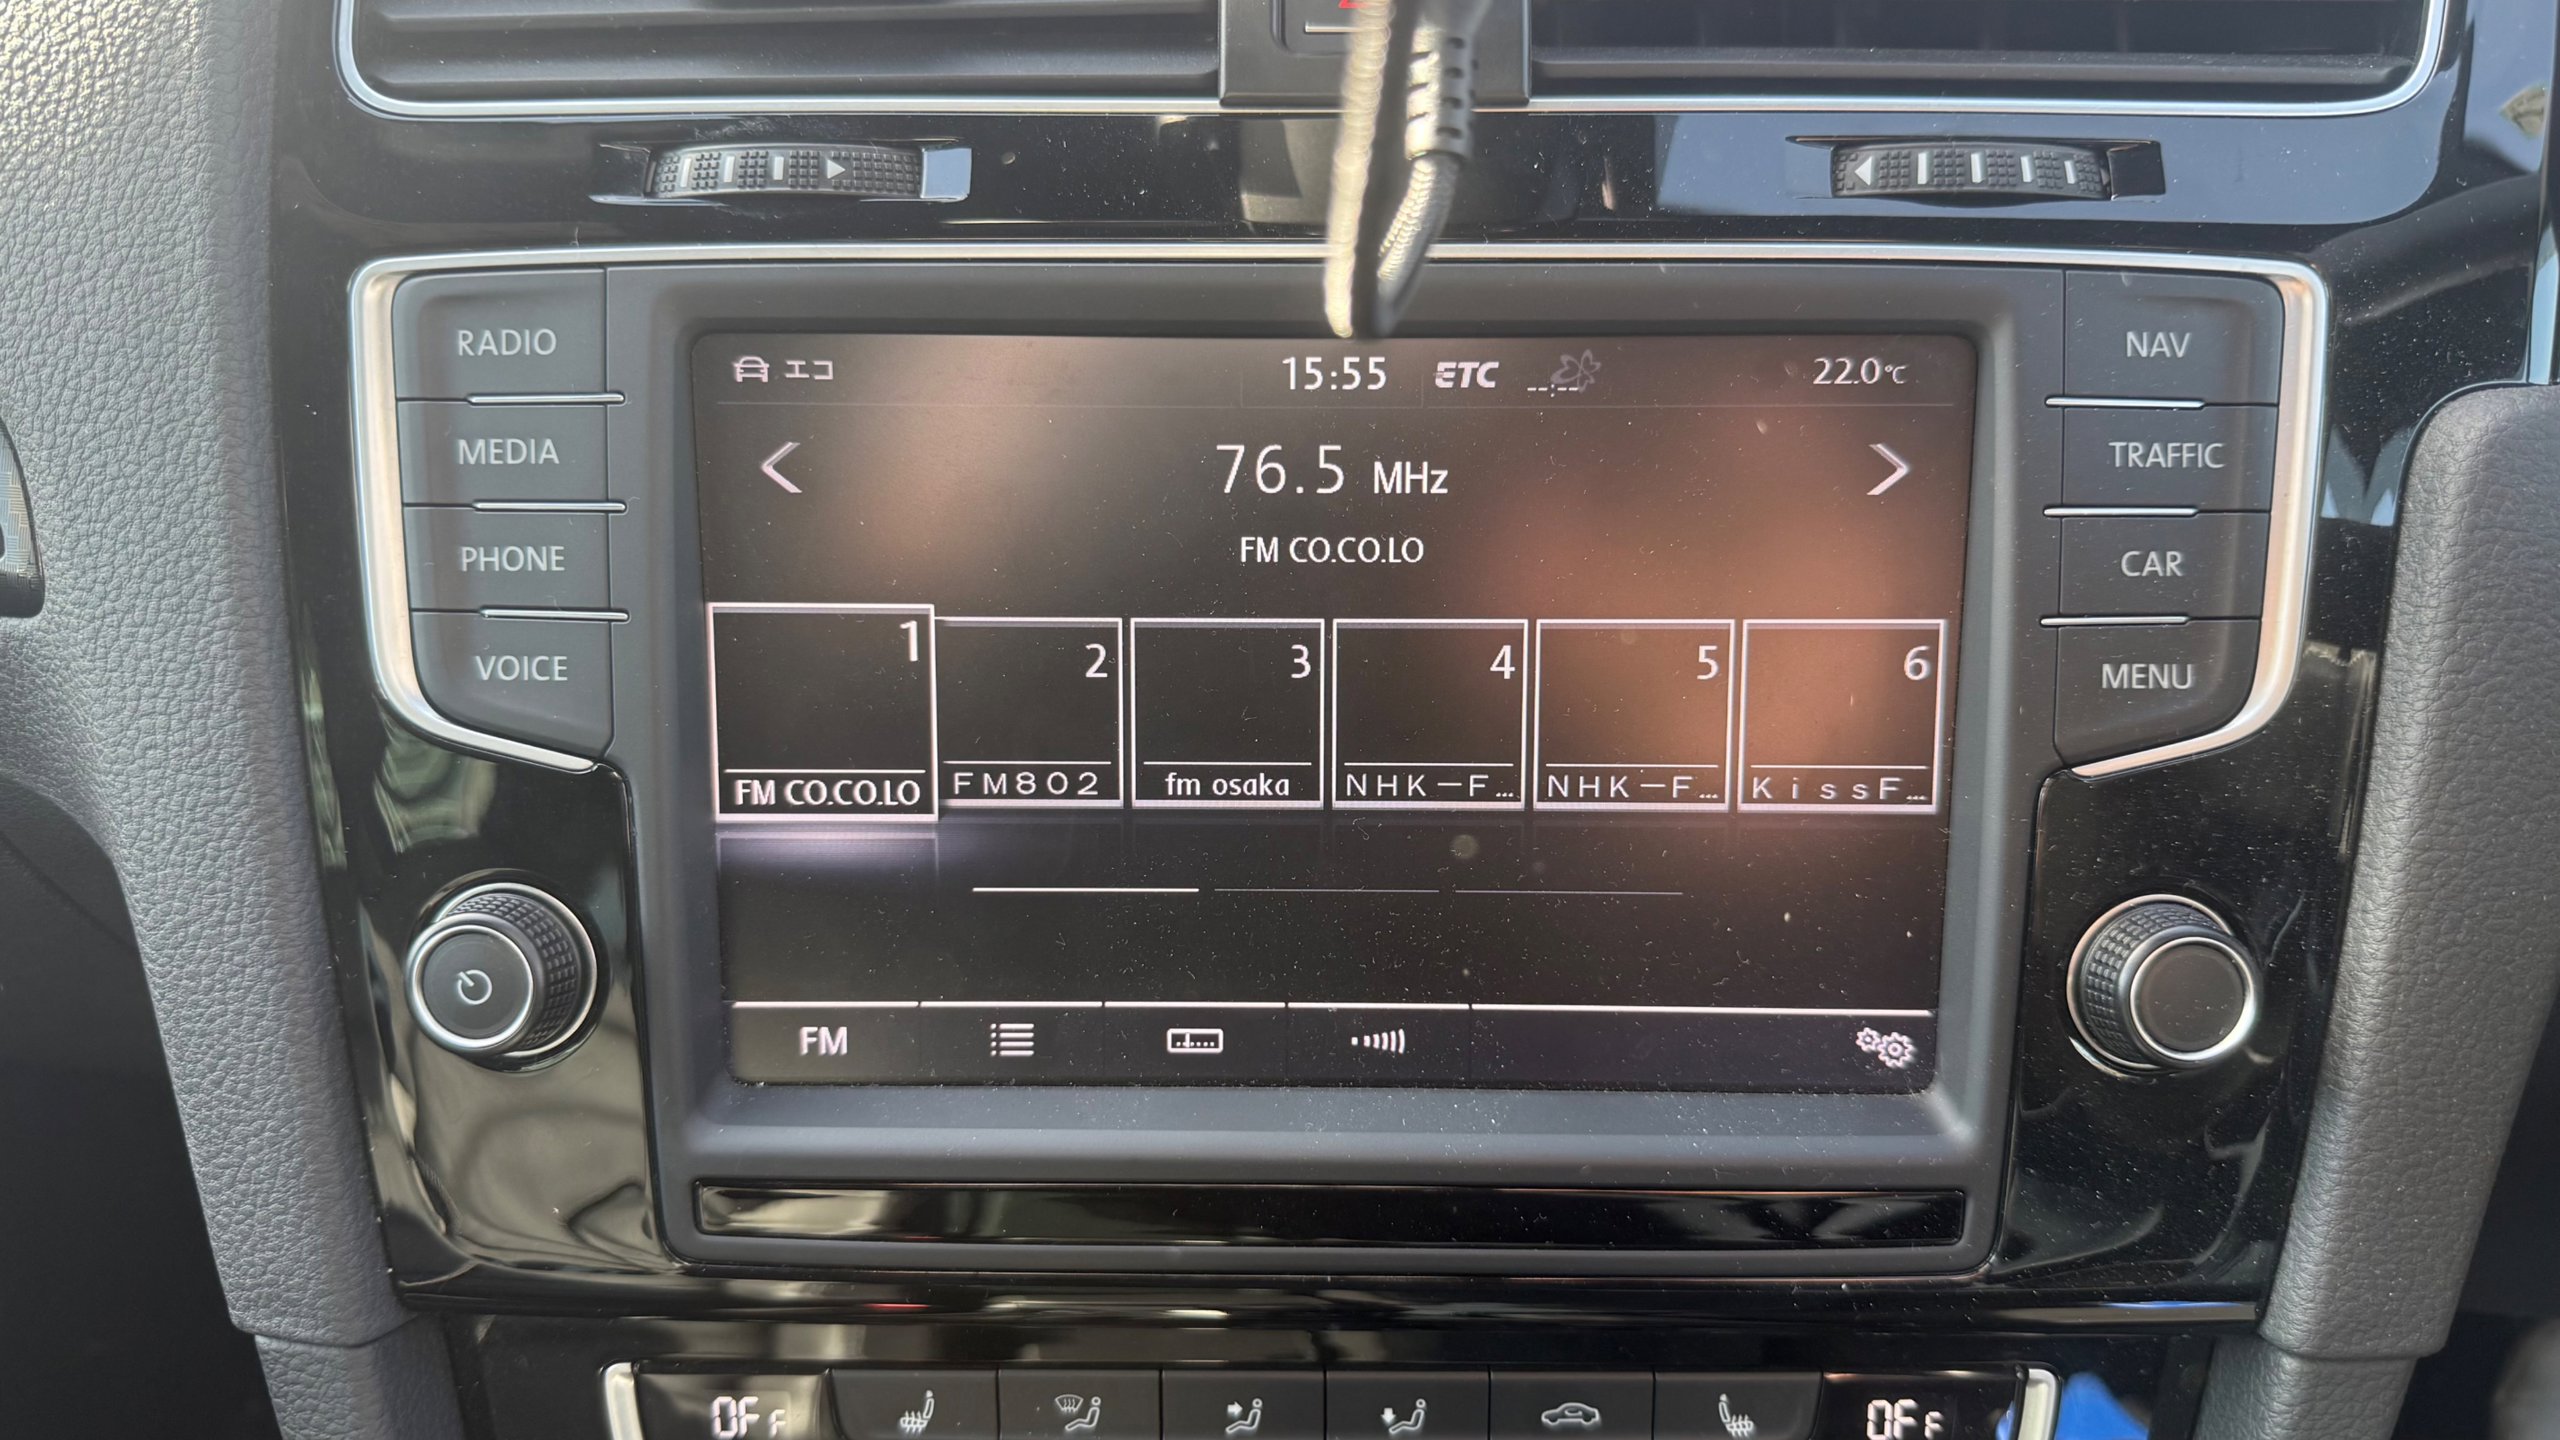 RADIO
MEDIA
PHONE
VOICE
エコ
15:55
ETC
--:--
22.0°C
76.5 MHz
FM CO.CO.LO
1
FM CO.CO.LO
2
FM802
3
fm osaka
4
NHK－F...
5
NHK－F...
6
KissF...
FM
NAV
TRAFFIC
CAR
MENU
OFF
OFF